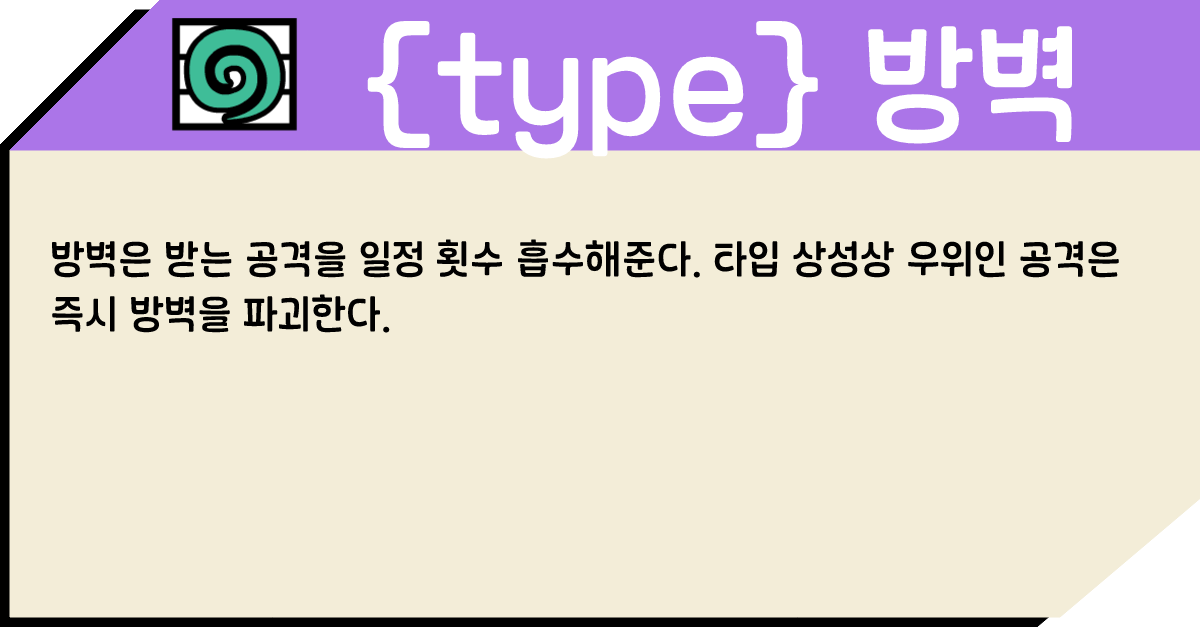 {type} 방벽
방벽은 받는 공격을 일정 횟수 흡수해준다. 타입 상성상 우위인 공격은
즉시 방벽을 파괴한다.